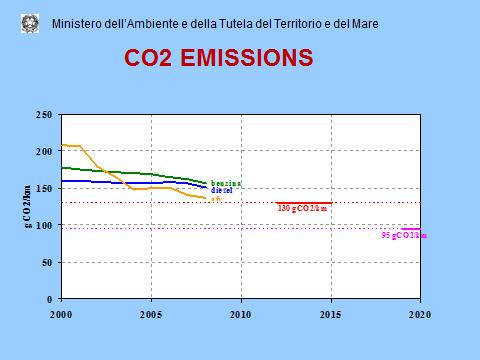 Ministero dell'Ambiente e della Tutela del Territorio e del Mare
CO2 EMISSIONS
250
200
150
100
50
0
g CO2/km
benzina
diesel
130 gCO2/km
95 gCO2/km
2000
2005
2010
2015
2020